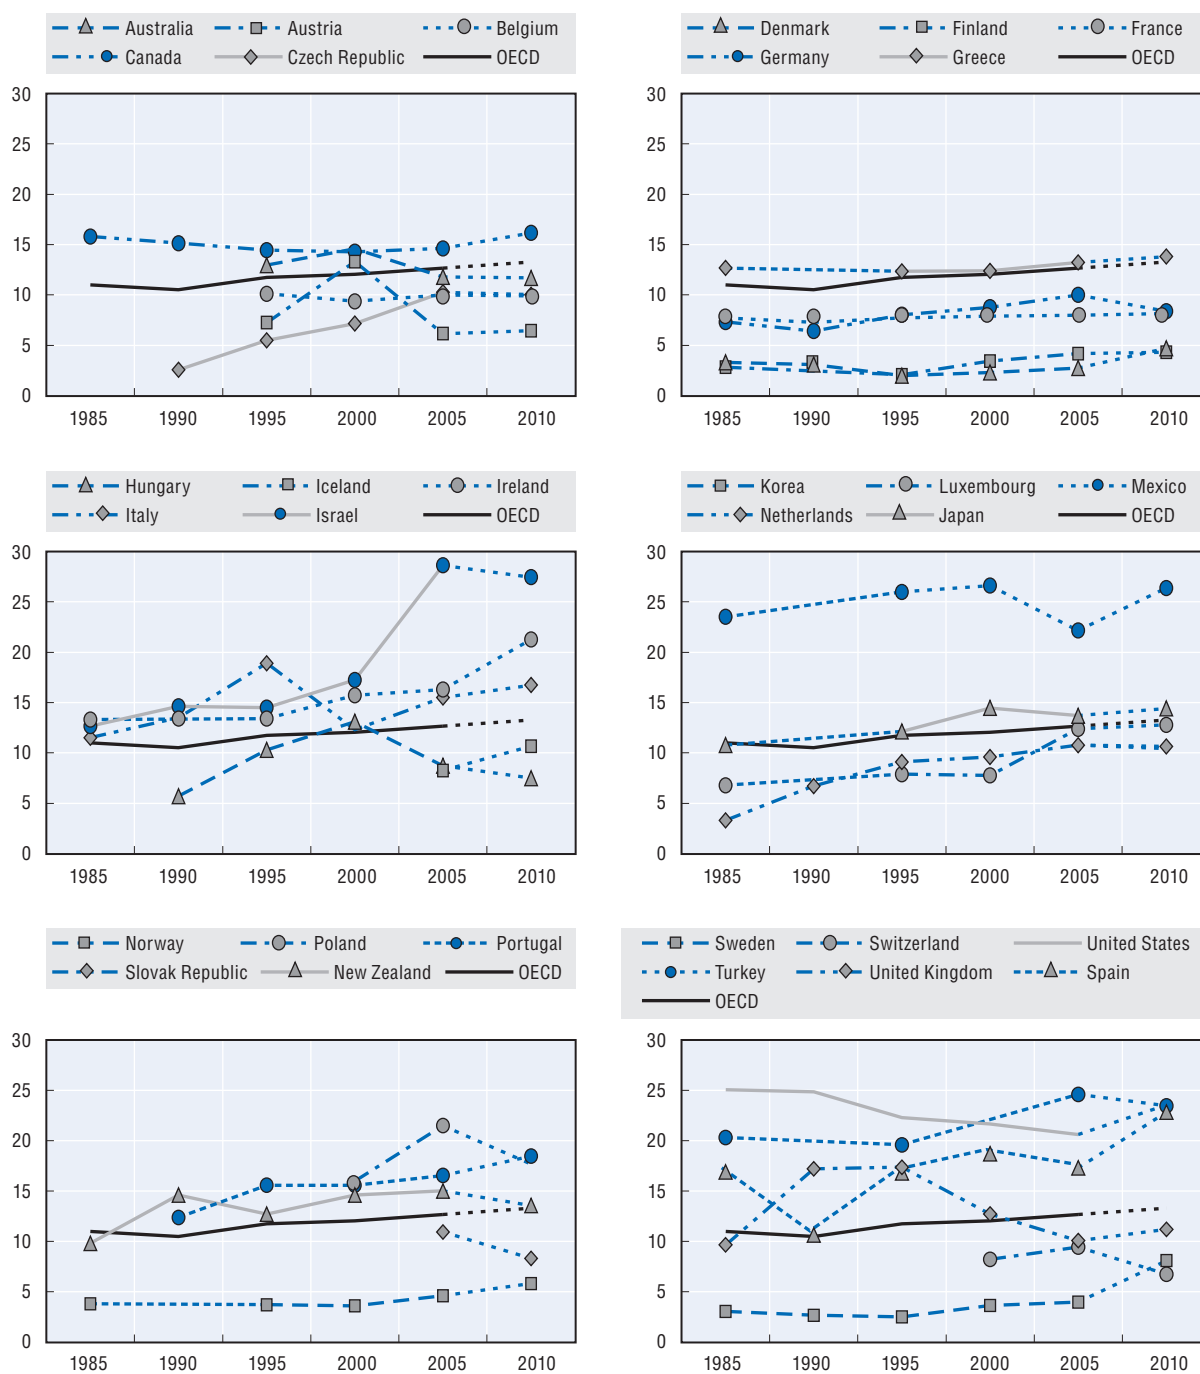 Australia Austria Belgium
Canada Czech Republic OECD
30
25
20
15
10
5
0
1985 1990 1995 2000 2005 2010
Denmark Finland France
Germany Greece OECD
30
25
20
15
10
5
0
1985 1990 1995 2000 2005 2010
Hungary Iceland Ireland
Italy Israel OECD
30
25
20
15
10
5
0
1985 1990 1995 2000 2005 2010
Korea Luxembourg Mexico
Netherlands Japan OECD
30
25
20
15
10
5
0
1985 1990 1995 2000 2005 2010
Norway Poland Portugal
Slovak Republic New Zealand OECD
30
25
20
15
10
5
0
1985 1990 1995 2000 2005 2010
Sweden Switzerland United States
Turkey United Kingdom Spain
OECD
30
25
20
15
10
5
0
1985 1990 1995 2000 2005 2010